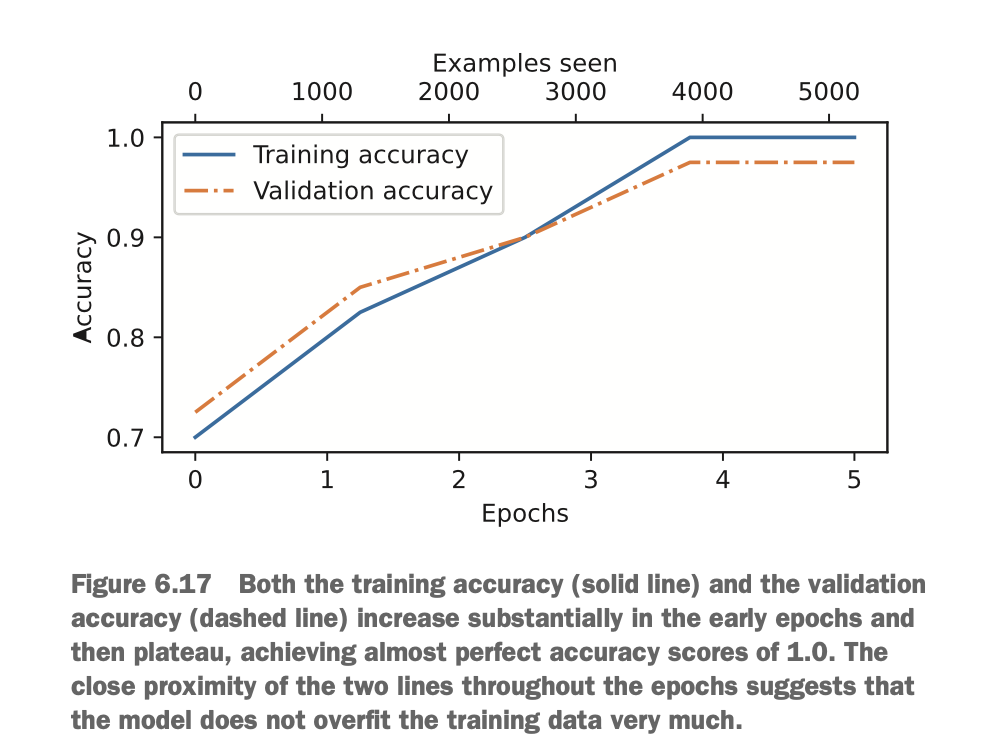 Examples seen
0 1000 2000 3000 4000 5000
1.0
Training accuracy
Validation accuracy
0.9
Accuracy
0.8
0.7
0 1 2 3 4 5
Epochs
Figure 6.17 Both the training accuracy (solid line) and the validation
accuracy (dashed line) increase substantially in the early epochs and
then plateau, achieving almost perfect accuracy scores of 1.0. The
close proximity of the two lines throughout the epochs suggests that
the model does not overfit the training data very much.